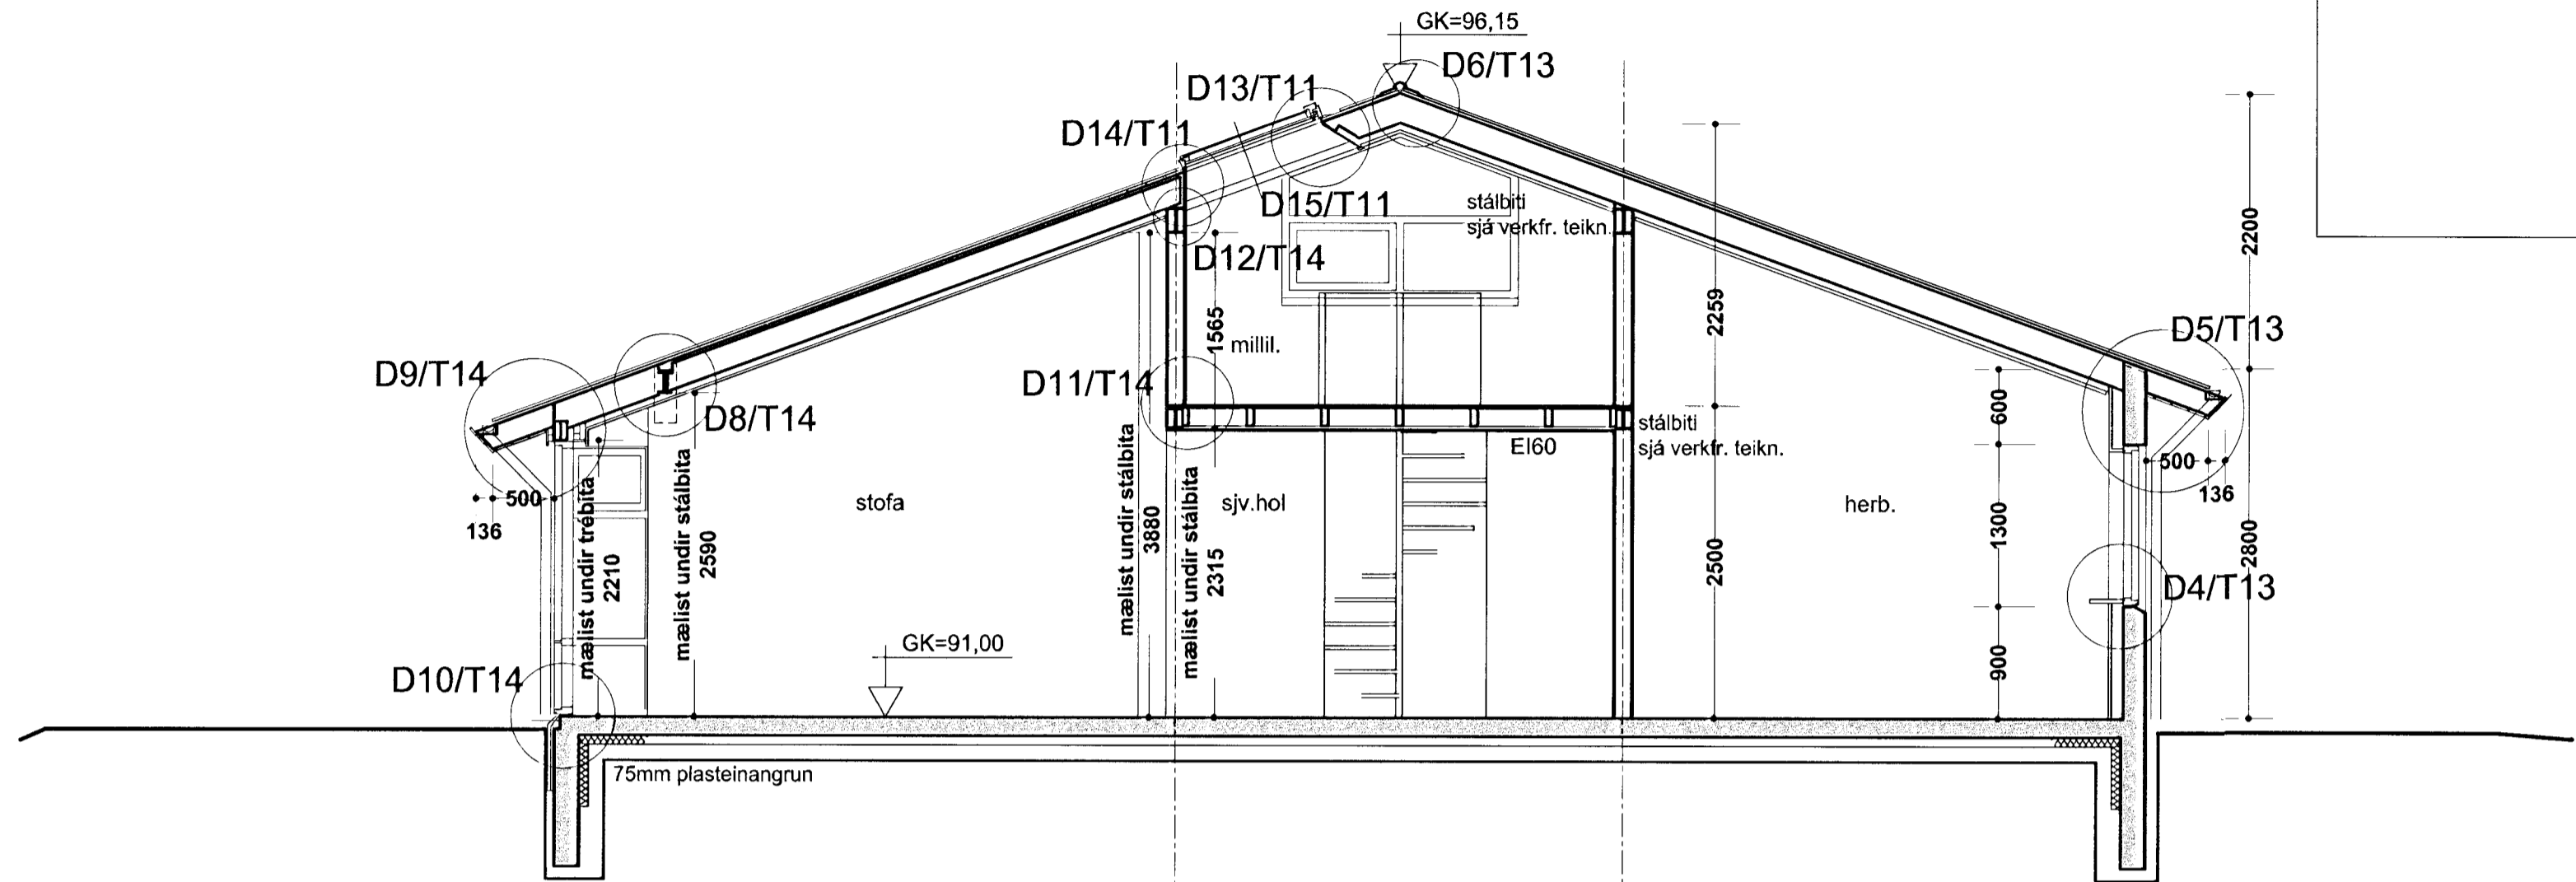 GK=96,15
D6/T13
D13/T11
D14/T11
D15/T11
stálbiti
sjá verkfr. teikn.
D12/T14
2200
2259
1565
millil.
D5/T13
D9/T14
D11/T14
D8/T14
600
stálbiti
sjá verkfr. teikn.
EI60
500
136
500
136
mælist undir trébita
2210
mælist undir stálbita
2590
stofa
mælist undir stálbita
3880
mælist undir stálbita
2315
sjv.hol
2500
herb.
1300
2800
D4/T13
900
GK=91,00
D10/T14
75mm plasteinangrun